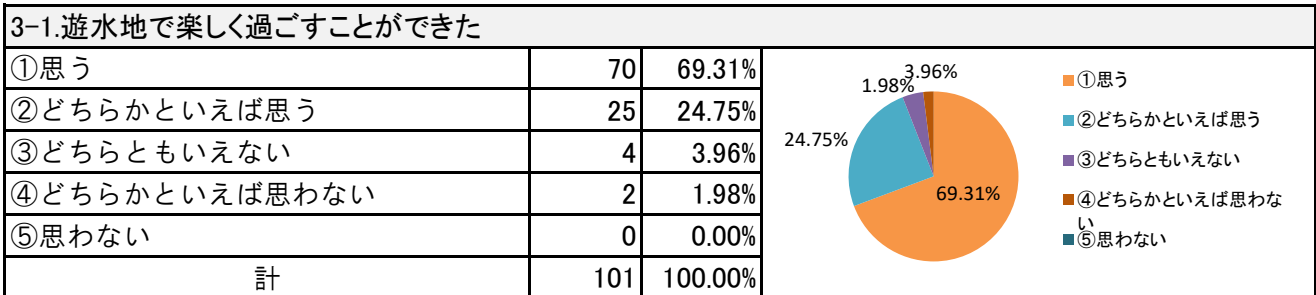 3-1.遊水地で楽しく過ごすことができた
①思う 70 69.31%
②どちらかといえば思う 25 24.75%
③どちらともいえない 4 3.96%
④どちらかといえば思わない 2 1.98%
⑤思わない 0 0.00%
計 101 100.00%
3.96%
1.98%
24.75%
69.31%
①思う
②どちらかといえば思う
③どちらともいえない
④どちらかといえば思わな
い
⑤思わない